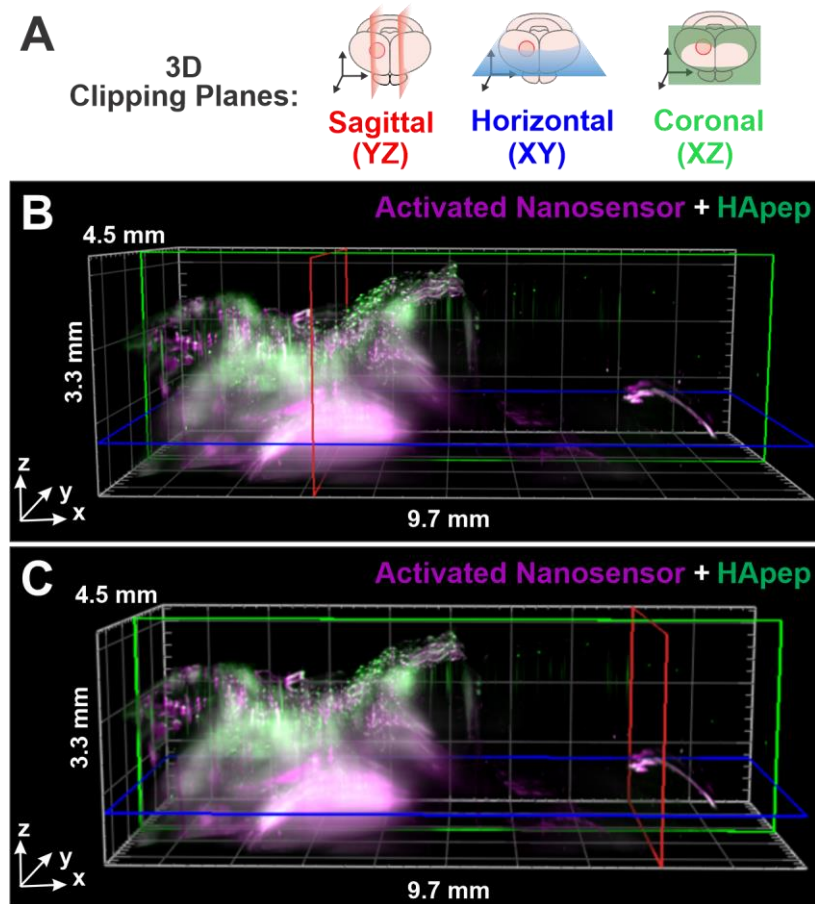 A
3D
Clipping Planes:
Sagittal
(YZ)
Horizontal
(XY)
Coronal
(XZ)
B
Activated Nanosensor + HApep
4.5 mm
3.3 mm
z
y
x
9.7 mm
C
Activated Nanosensor + HApep
4.5 mm
3.3 mm
z
y
x
9.7 mm